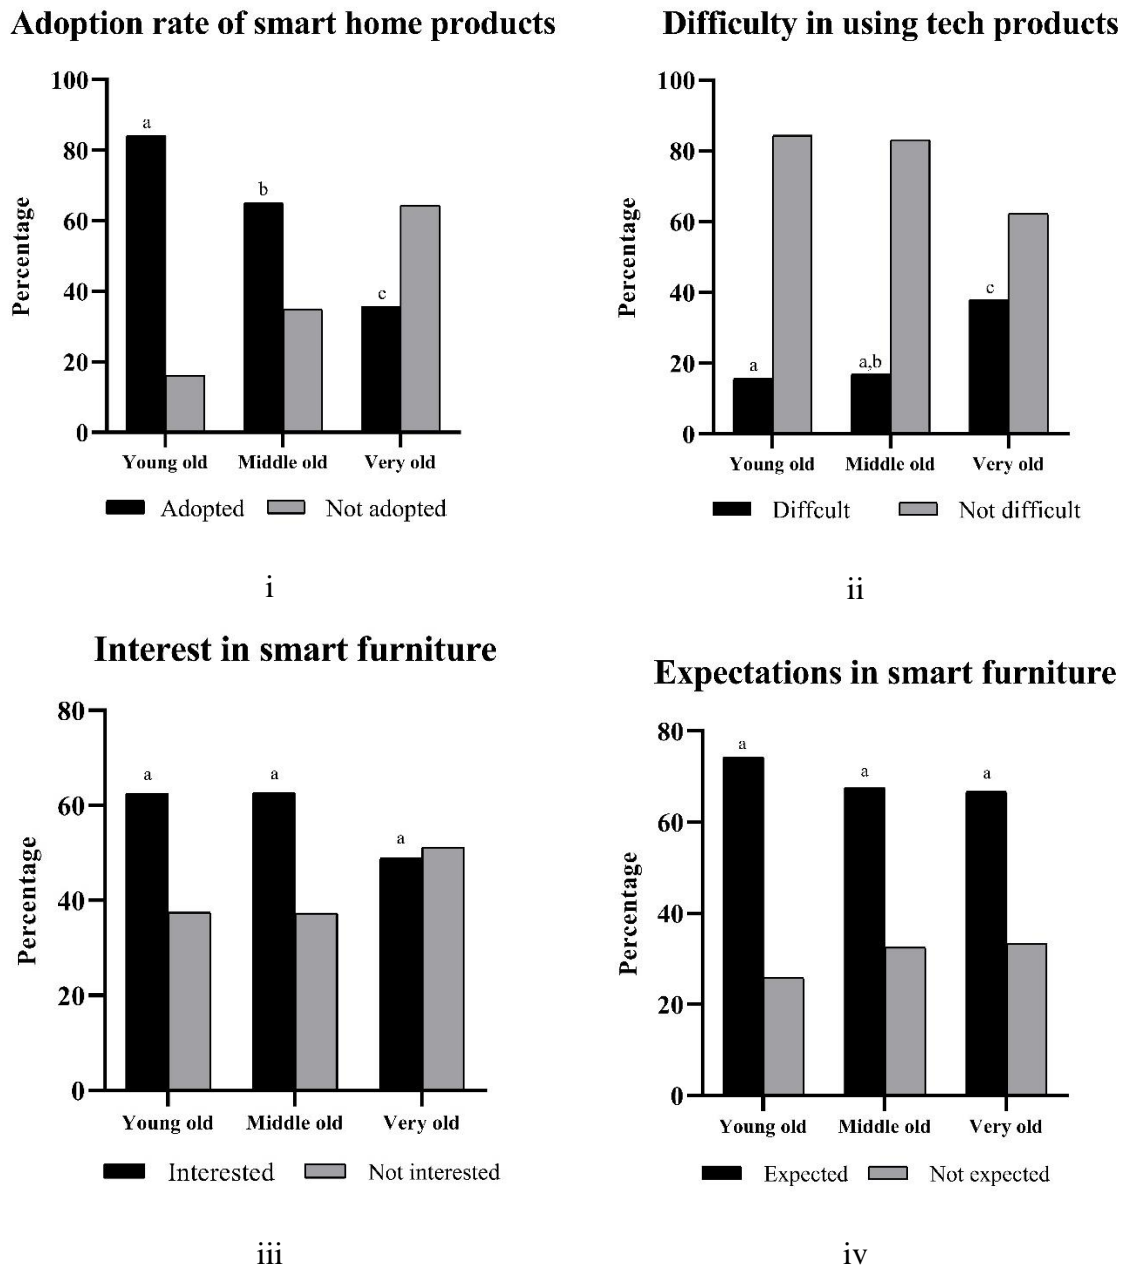 Adoption rate of smart home products
100
80
60
40
20
0
Percentage
a
b
c
Young old Middle old Very old
Adopted Not adopted
i
Difficulty in using tech products
100
80
60
40
20
0
Percentage
a
a,b
c
Young old Middle old Very old
Diffcult Not difficult
ii
Interest in smart furniture
80
60
40
20
0
Percentage
a
a
a
Young old Middle old Very old
Interested Not interested
iii
Expectations in smart furniture
80
60
40
20
0
Percentage
a
a
a
Young old Middle old Very old
Expected Not expected
iv